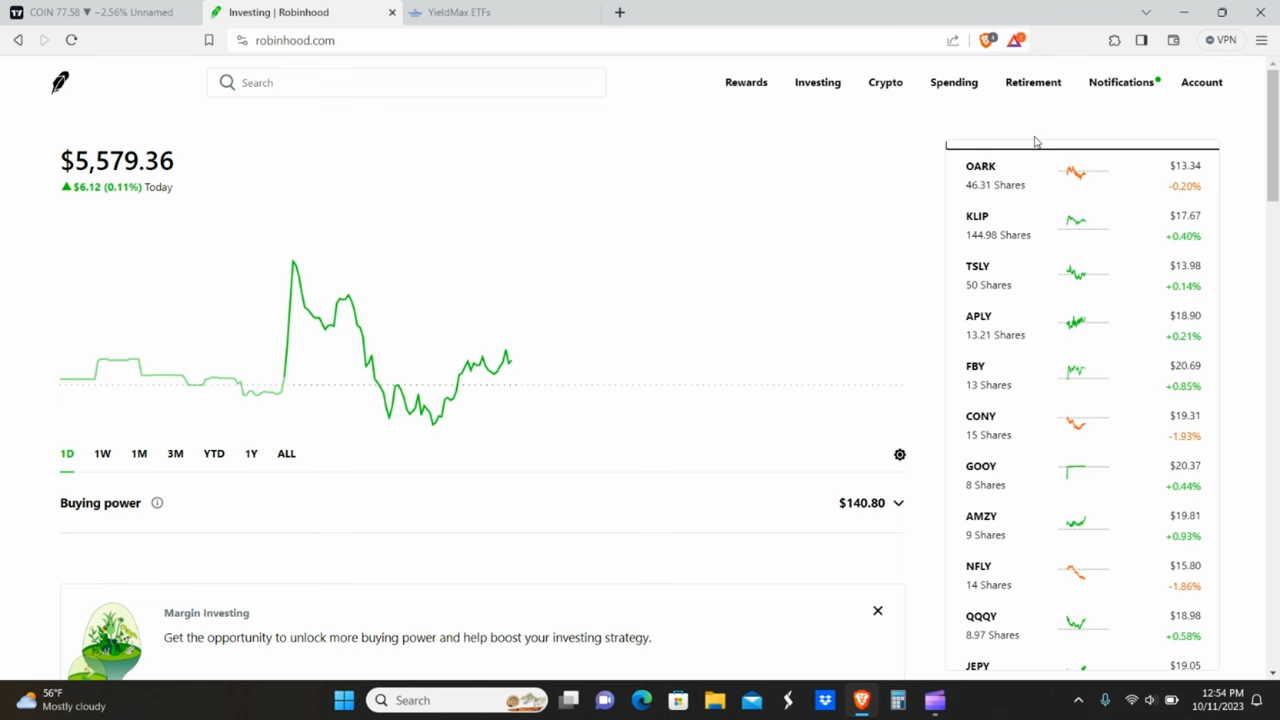 COIN 77.58 ▼ −2.56% Unnamed
Investing | Robinhood
YieldMax ETFs
robinhood.com
VPN
Search
Rewards
Investing
Crypto
Spending
Retirement
Notifications
Account
$5,579.36
▲$6.12 (0.11%) Today
1D
1W
1M
3M
YTD
1Y
ALL
Buying power
$140.80
Margin Investing
Get the opportunity to unlock more buying power and help boost your investing strategy.
OARK
$13.34
46.31 Shares
-0.20%
KLIP
$17.67
144.98 Shares
+0.40%
TSLY
$13.98
50 Shares
+0.14%
APLY
$18.90
13.21 Shares
+0.21%
FBY
$20.69
13 Shares
+0.85%
CONY
$19.31
15 Shares
-1.93%
GOOY
$20.37
8 Shares
+0.44%
AMZY
$19.81
9 Shares
+0.93%
NFLY
$15.80
14 Shares
-1.86%
QQQY
$18.98
8.97 Shares
+0.58%
JEPY
$19.05
56°F
Mostly cloudy
Search
12:54 PM
10/11/2023